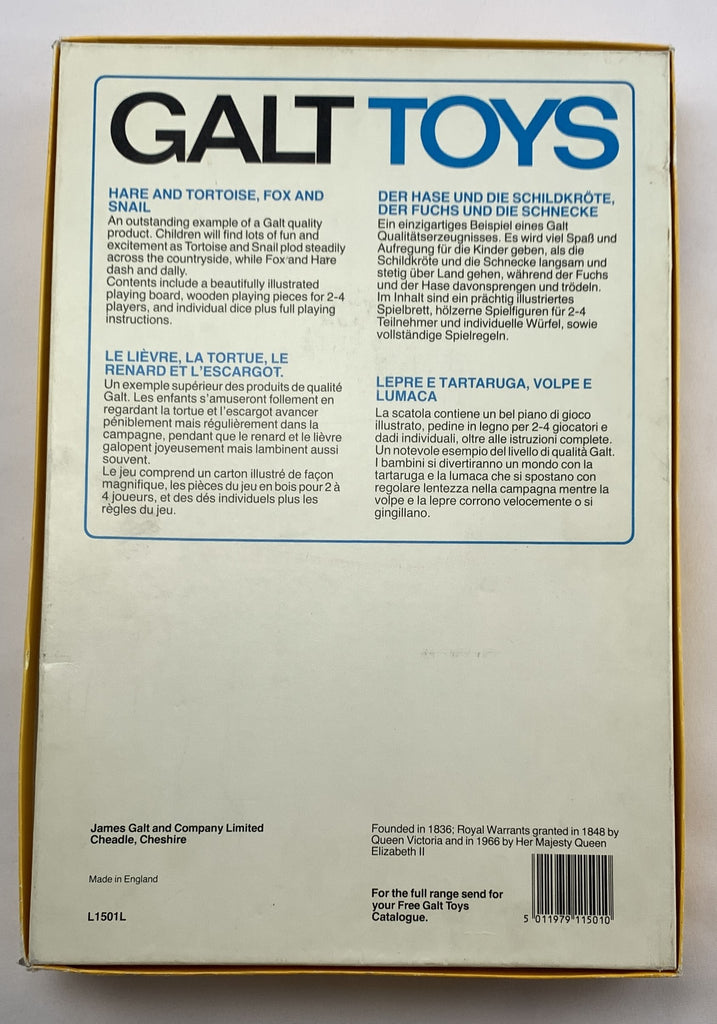 GALT TOYS
HARE AND TORTOISE, FOX AND
SNAIL
An outstanding example of a Galt quality
product. Children will find lots of fun and
excitement as Tortoise and Snail plod steadily
across the countryside, while Fox and Hare
dash and dally.
Contents include a beautifully illustrated
playing board, wooden playing pieces for 2-4
players, and individual dice plus full playing
instructions.
LE LIÈVRE, LA TORTUE, LE
RENARD ET L'ESCARGOT.
Un exemple supérieur des produits de qualité
Galt. Les enfants s'amuseront follement en
regardant la tortue et l'escargot avancer
péniblement mais régulièrement dans la
campagne, pendant que le renard et le lièvre
galopent joyeusement mais lambinent aussi
souvent.
Le jeu comprend un carton illustré de façon
magnifique, les pièces du jeu en bois pour 2 à
4 joueurs, et des dés individuels plus les
règles du jeu.
DER HASE UND DIE SCHILDKRÖTE,
DER FUCHS UND DIE SCHNECKE
Ein einzigartiges Beispiel eines Galt
Qualitätserzeugnisses. Es wird viel Spaß und
Aufregung für die Kinder geben, als die
Schildkröte und die Schnecke langsam und
stetig über Land gehen, während der Fuchs
und der Hase davonsprengen und trödeln.
Im Inhalt sind ein prächtig illustriertes
Spielbrett, hölzerne Spielfiguren für 2-4
Teilnehmer und individuelle Würfel, sowie
vollständige Spielregeln.
LEPRE E TARTARUGA, VOLPE E
LUMACA
La scatola contiene un bel piano di gioco
illustrato, pedine in legno per 2-4 giocatori e
dadi individuali, oltre alle istruzioni complete.
Un notevole esempio del livello di qualità Galt.
I bambini si divertiranno un mondo con la
tartaruga e la lumaca che si spostano con
regolare lentezza nella campagna mentre la
volpe e la lepre corrono velocemente o si
gingillano.
James Galt and Company Limited
Cheadle, Cheshire
Made in England
L1501L
Founded in 1836; Royal Warrants granted in 1848 by
Queen Victoria and in 1966 by Her Majesty Queen
Elizabeth II
For the full range send for
your Free Galt Toys
Catalogue.
5 011979 115010